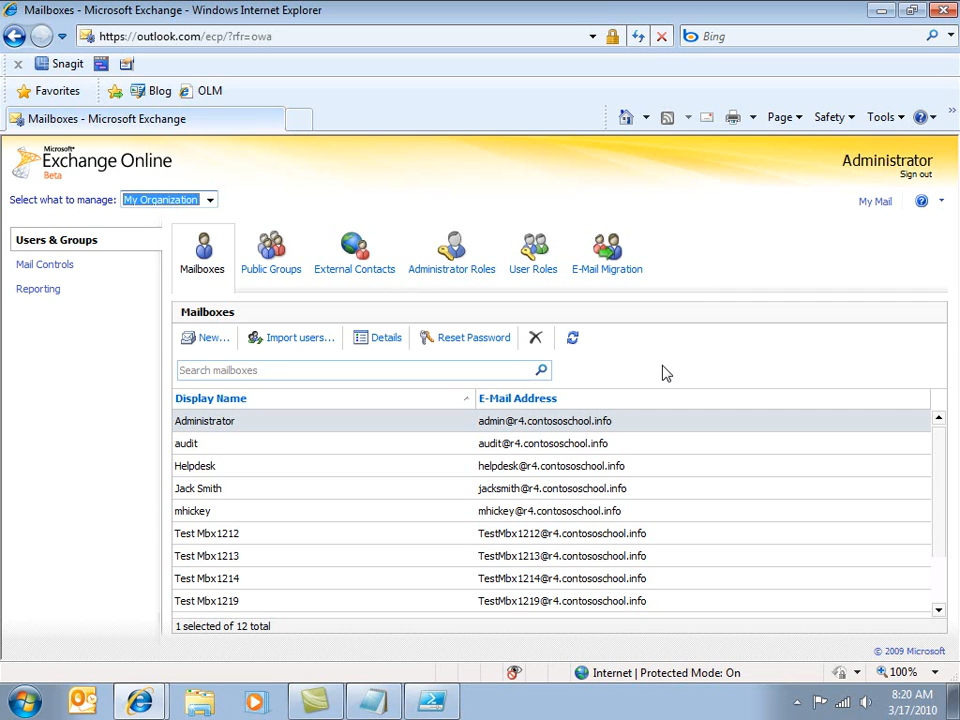 Mailboxes - Microsoft Exchange - Windows Internet Explorer
https://outlook.com/ecp/?rfr=owa
Bing
Snagit
Favorites
Blog
OLM
Mailboxes - Microsoft Exchange
Page
Safety
Tools
»
Microsoft®
Exchange Online
Beta
Administrator
Sign out
Select what to manage:
My Organization
My Mail
Users & Groups
Mail Controls
Reporting
Mailboxes
Public Groups
External Contacts
Administrator Roles
User Roles
E-Mail Migration
Mailboxes
New...
Import users...
Details
Reset Password
Search mailboxes
Display Name E-Mail Address
Administrator admin@r4.contososchool.info
audit audit@r4.contososchool.info
Helpdesk helpdesk@r4.contososchool.info
Jack Smith jacksmith@r4.contososchool.info
mhickey mhickey@r4.contososchool.info
Test Mbx1212 TestMbx1212@r4.contososchool.info
Test Mbx1213 TestMbx1213@r4.contososchool.info
Test Mbx1214 TestMbx1214@r4.contososchool.info
Test Mbx1219 TestMbx1219@r4.contososchool.info
1 selected of 12 total
© 2009 Microsoft
Internet | Protected Mode: On
100%
8:20 AM
3/17/2010